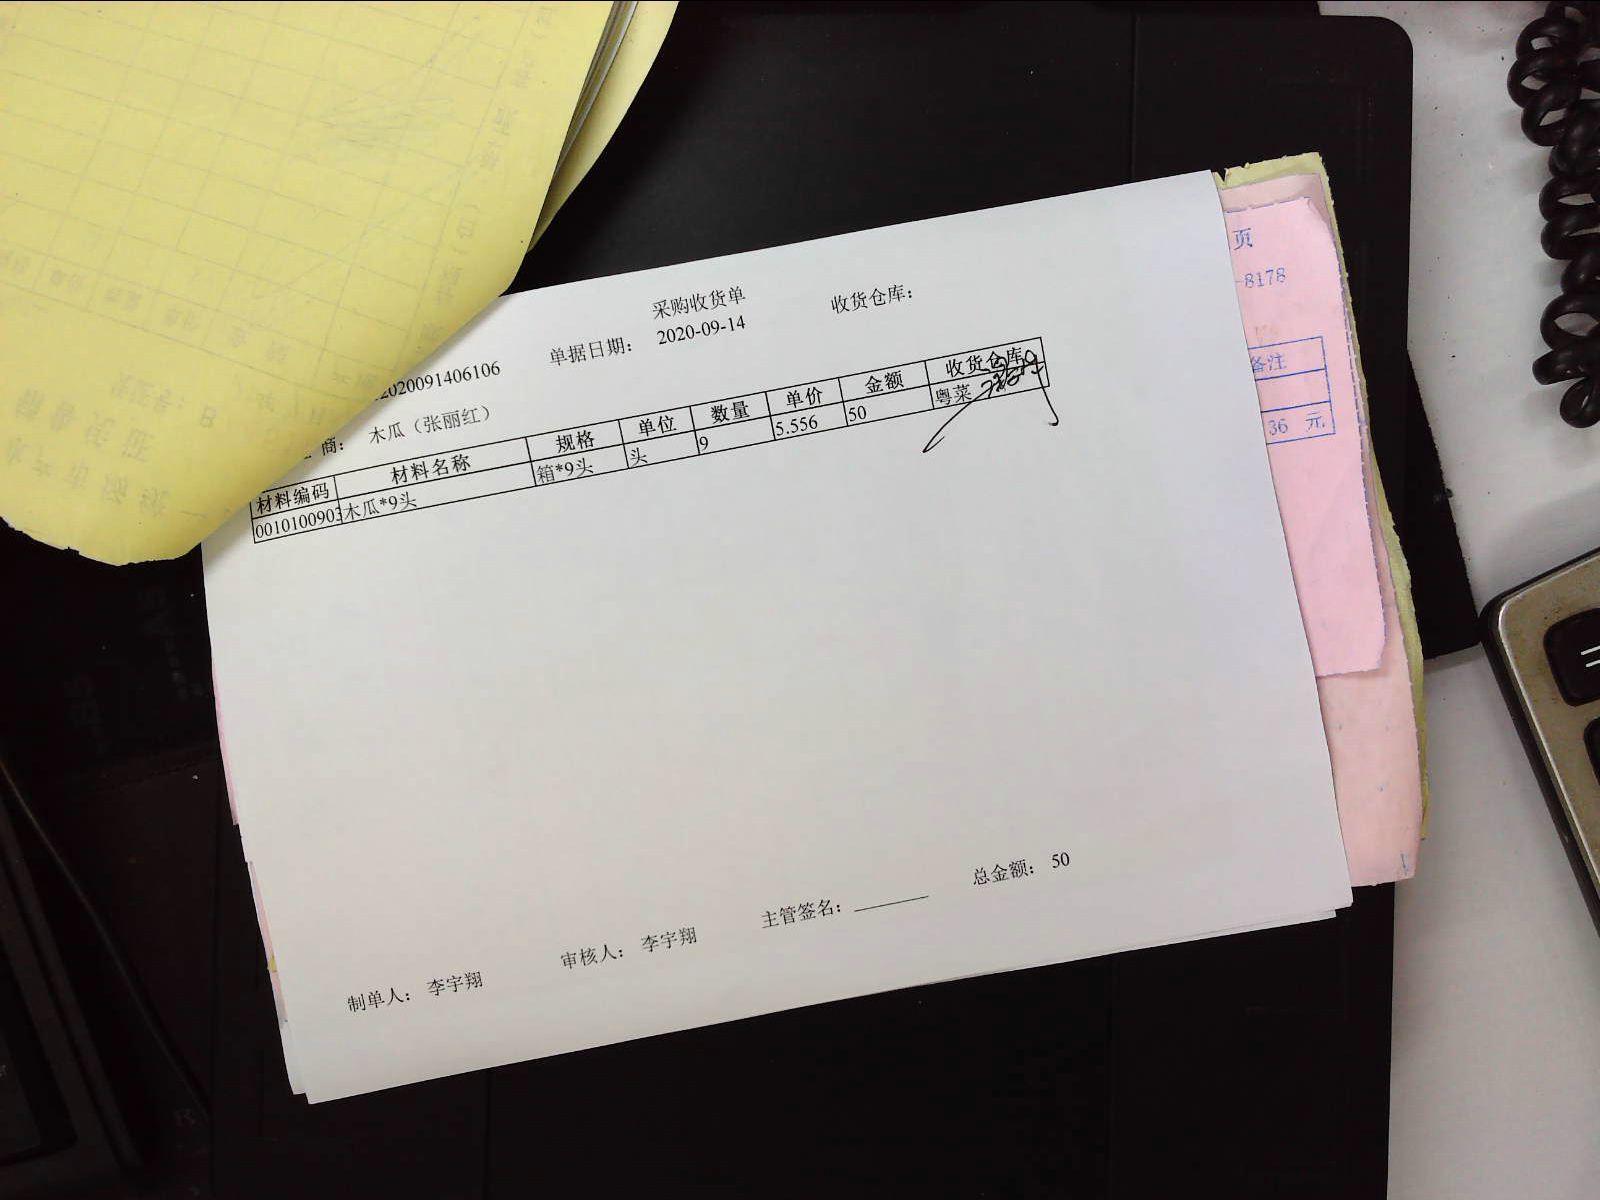 采购收货单
单据日期： 2020-09-14 收货仓库：
2020091406106
商： 木瓜（张丽红）
材料编码 材料名称 规格 单位 数量 单价 金额 收货仓库
0010100903 木瓜*9头 箱*9头 头 9 5.556 50 粤菜
制单人： 李宇翔 审核人： 李宇翔 主管签名： 总金额： 50
页
-8178
备注
36 元